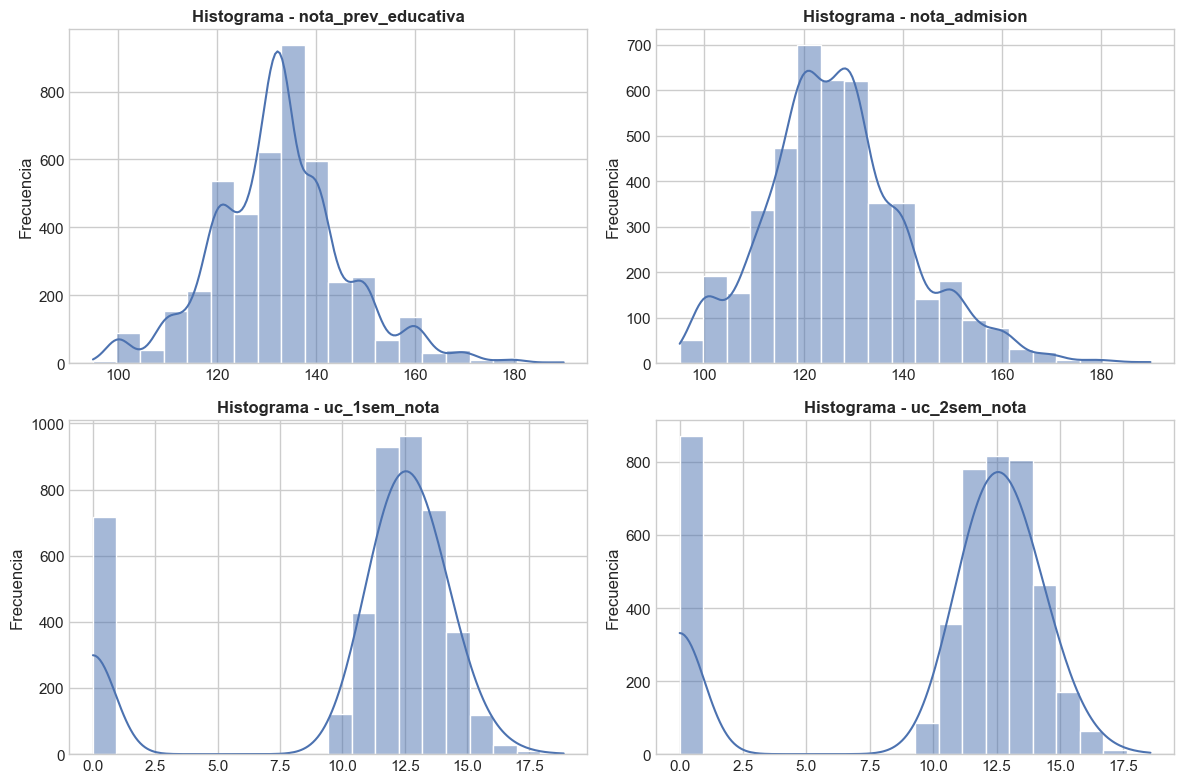 Histograma - nota_prev_educativa
Frecuencia
800
600
400
200
0
100 120 140 160 180
Histograma - nota_admision
Frecuencia
700
600
500
400
300
200
100
0
100 120 140 160 180
Histograma - uc_1sem_nota
Frecuencia
1000
800
600
400
200
0
0.0 2.5 5.0 7.5 10.0 12.5 15.0 17.5
Histograma - uc_2sem_nota
Frecuencia
800
600
400
200
0
0.0 2.5 5.0 7.5 10.0 12.5 15.0 17.5